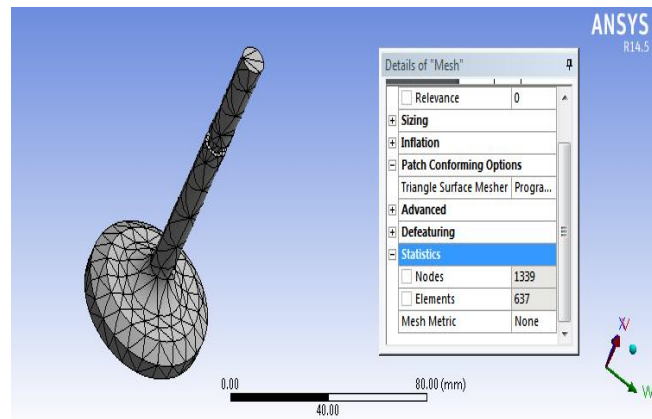 ANSYS
R14.5
Details of "Mesh"
Relevance 0
Sizing
Inflation
Patch Conforming Options
Triangle Surface Mesher Progra...
Advanced
Defeaturing
Statistics
Nodes 1339
Elements 637
Mesh Metric None
0.00 80.00 (mm)
40.00